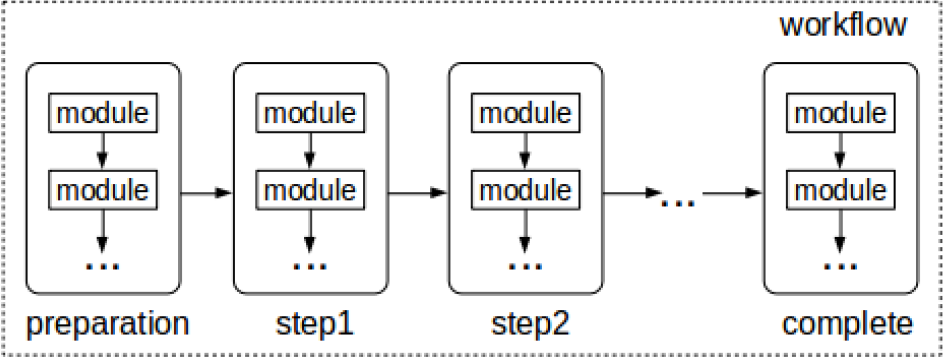 workflow
module module module module
module module module module
...
... ... ... ...
preparation step1 step2 complete